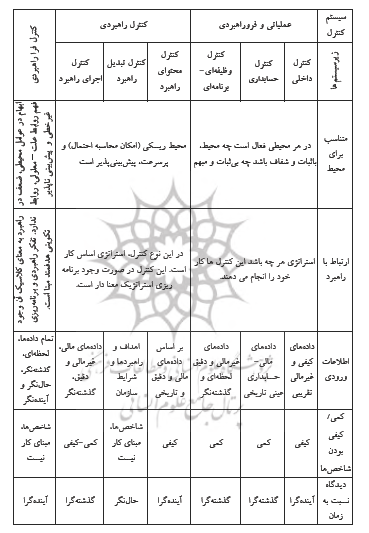 سیستم کنترل
عملیاتی و فروراهبردی
کنترل راهبردی
کنترل فرا راهبردی
زیرسیستم ها
کنترل داخلی
کنترل حسابداری
کنترل وظیفه‌ای- برنامه‌ای
کنترل محتوای راهبرد
کنترل تبدیل راهبرد
کنترل اجرای راهبرد
متناسب برای محیط
در هر محیطی فعال است چه محیط،
باثبات و شفاف باشد چه بی‌ثبات و مبهم
محیط ریسکی (امکان محاسبه احتمال) و
پرسرعت، پیش‌بینی‌پذیر است
ابهام در عوامل محیطی، ضعف در
فهم روابط علت – معلولی، روابط
غیرخطی و پیش‌بینی ناپذیر
ارتباط با راهبرد
استراتژی هر چه باشد این کنترل ها کار
خود را انجام می دهند
در این نوع کنترل، استراتژی اساس کار
است. این کنترل در صورت وجود برنامه
ریزی استراتژیک معنا دار است.
راهبرد به معنای کلاسیک آن وجود
ندارد. تفکر راهبردی و برنامه‌ریزی
تکوینی هدفمند مبنا است.
اطلاعات ورودی
داده‌های کیفی و غیرمالی تقریبی
داده‌های مالی- حسابداری عینی تاریخی
داده‌های غیرمالی و دقیق لحظه‌ای و گذشته‌نگر
بر اساس داده‌های مالی و دقیق و تاریخی
اهداف و راهبردها و شرایط سازمان
داده‌های مالی، غیرمالی و دقیق، گذشته‌نگر
تمام داده‌ها، لحظه‌ای، گذشته‌نگر، حال‌نگر و آینده‌نگر
کمی/ کیفی بودن شاخص‌ها
کیفی
کمی
کمی
کیفی
شاخص‌ها، مبنای کار نیست
کمی-کیفی
شاخص‌ها، مبنای کار نیست
دیدگاه نسبت به زمان
آینده‌گرا
گذشته‌گرا
گذشته‌گرا
آینده‌گرا
حال‌نگر
گذشته‌گرا
آینده‌گرا
پرتال جامع علوم انسانی